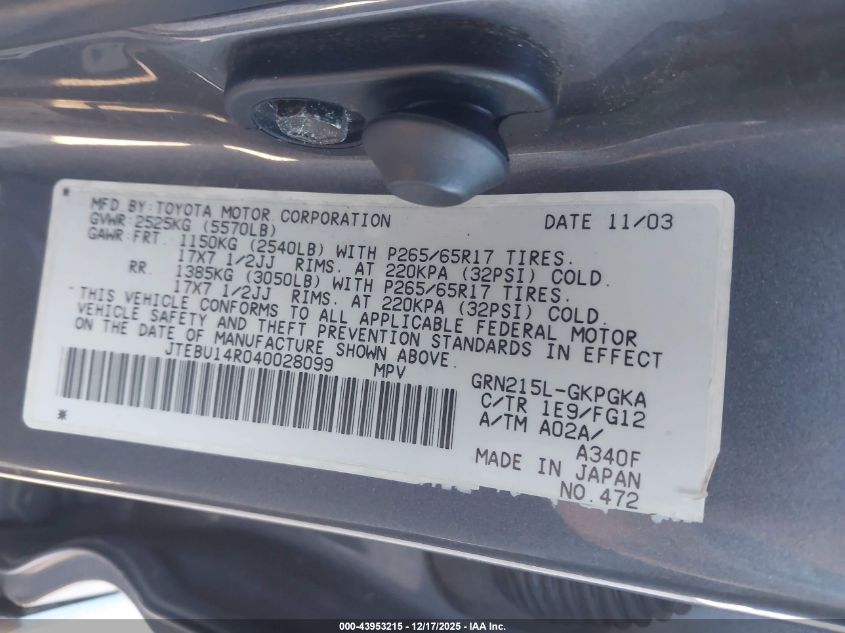 MFD BY: TOYOTA MOTOR CORPORATION DATE 11/03
GVWR: 2525KG (5570LB)
GAWR: FRT. 1150KG (2540LB) WITH P265/65R17 TIRES.
17X7 1/2JJ RIMS. AT 220KPA (32PSI) COLD.
RR. 1385KG (3050LB) WITH P265/65R17 TIRES.
17X7 1/2JJ RIMS. AT 220KPA (32PSI) COLD.
THIS VEHICLE CONFORMS TO ALL APPLICABLE FEDERAL MOTOR
VEHICLE SAFETY AND THEFT PREVENTION STANDARDS IN EFFECT
ON THE DATE OF MANUFACTURE SHOWN ABOVE.
JTEBU14R040028099 MPV
GRN215L-GKPGKA
C/TR 1E9/FG12
A/TM A02A/
A340F
MADE IN JAPAN
NO.472
000-43953215 - 12/17/2025 - IAA Inc.